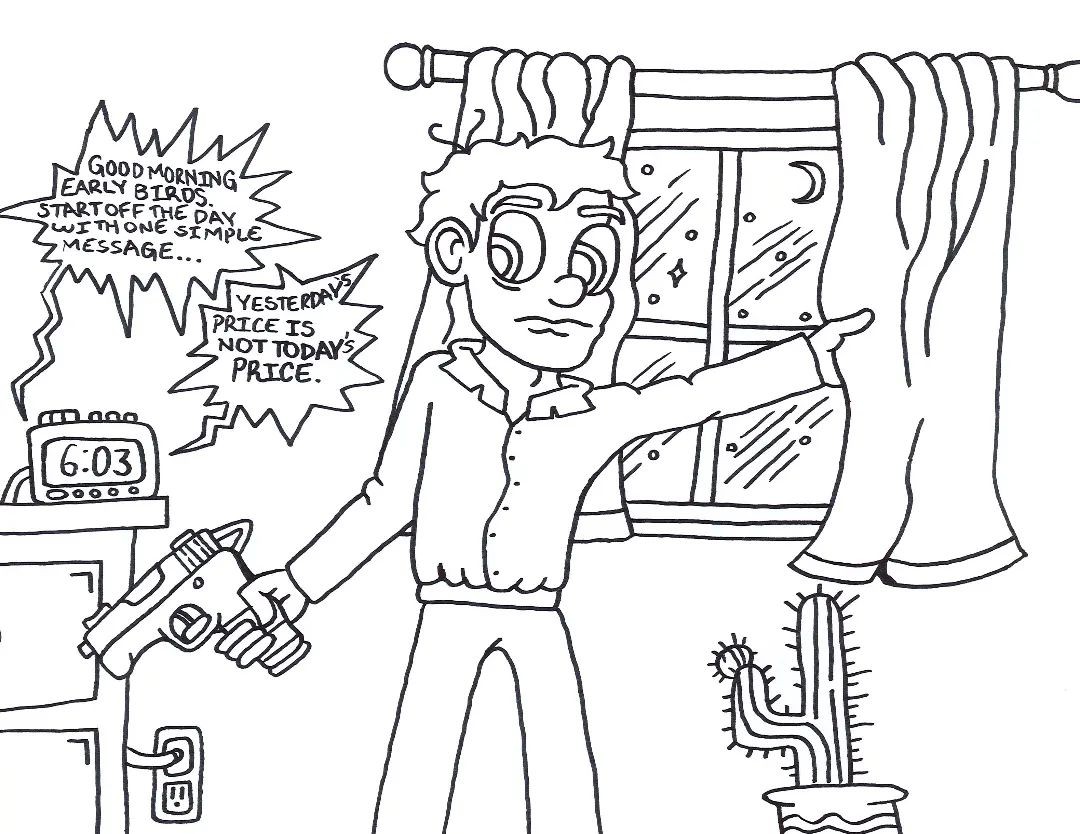 GOOD MORNING
EARLY BIRDS.
START OFF THE DAY
WITH ONE SIMPLE
MESSAGE...
YESTERDAY'S
PRICE IS
NOT TODAY'S
PRICE.
6:03